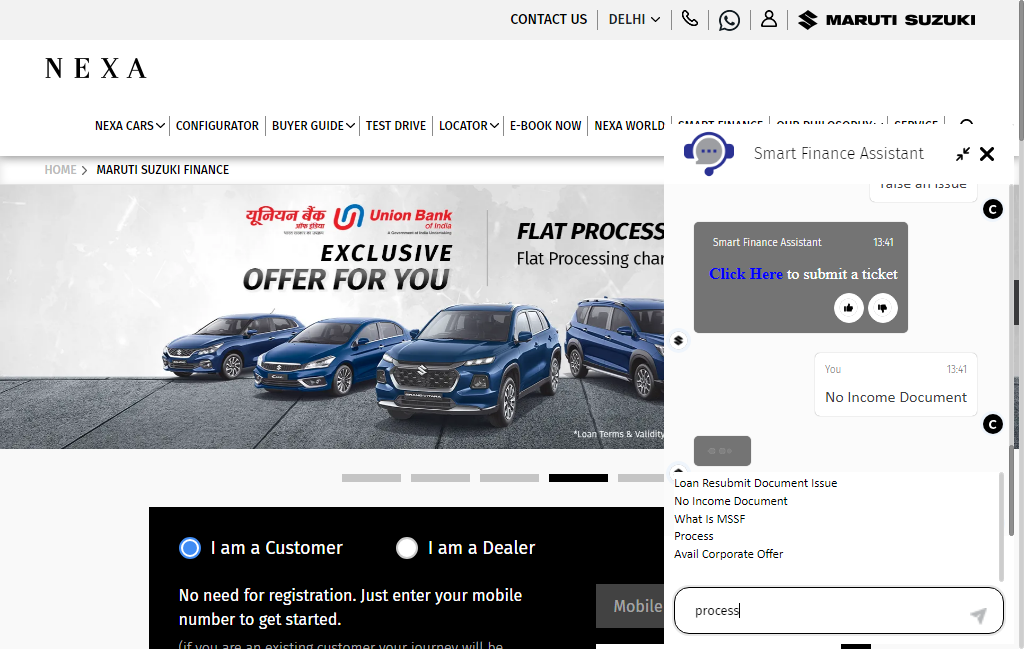 CONTACT US
DELHI
MARUTI SUZUKI
NEXA
NEXA CARS
CONFIGURATOR
BUYER GUIDE
TEST DRIVE
LOCATOR
E-BOOK NOW
NEXA WORLD
SMART FINANCE
OUR PHILOSOPHY
SERVICE
HOME
MARUTI SUZUKI FINANCE
यूनियन बैंक
ऑफ इंडिया
Union Bank
of India
A Government of India Undertaking
EXCLUSIVE
OFFER FOR YOU
FLAT PROCESS
Flat Processing char
*Loan Terms & Validity
I am a Customer
I am a Dealer
No need for registration. Just enter your mobile
number to get started.
(if you are an existing customer your journey will be
Mobile
Smart Finance Assistant
raise an issue
C
Smart Finance Assistant
13:41
Click Here to submit a ticket
You
13:41
No Income Document
C
Loan Resubmit Document Issue
No Income Document
What Is MSSF
Process
Avail Corporate Offer
process